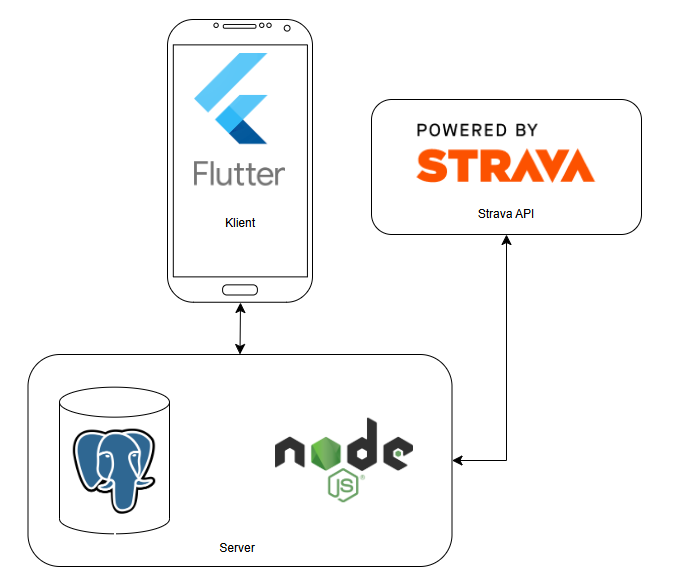 Flutter
Klient
POWERED BY
STRAVA
Strava API
node
JS
Server